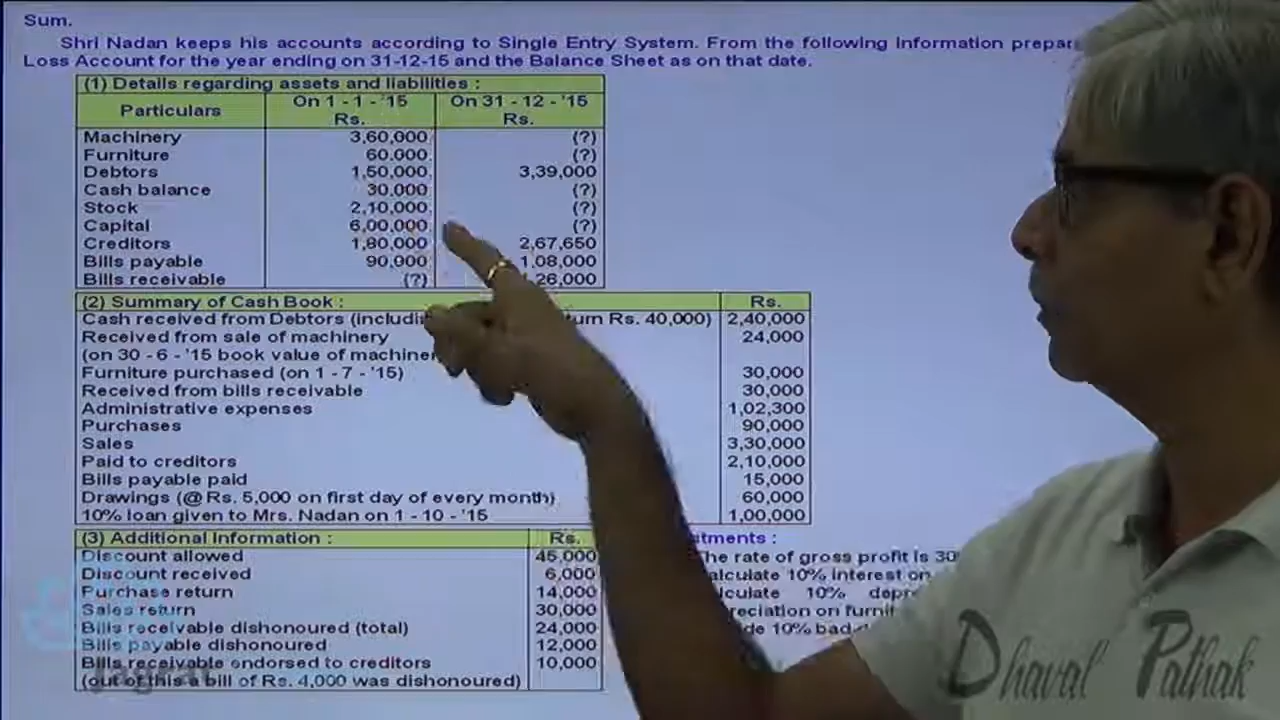 Sum.
Shri Nadan keeps his accounts according to Single Entry System. From the following information
Loss Account for the year ending on 31-12-15 and the Balance Sheet as on that date.
(1) Details regarding assets and liabilities :
Particulars On 1 - 1 - '15 Rs. On 31 - 12 - '15 Rs.
Machinery 3,60,000 (?)
Furniture 60.000 (?)
Debtors 1,50,000 3,39,000
Cash balance 30,000 (?)
Stock 2,10,000 (?)
Capital 6,00,000 (?)
Creditors 1,80,000 2,67,650
Bills payable 90,000 1,08,000
Bills receivable (?) 26,000
(2) Summary of Cash Book : Rs.
Cash received from Debtors Rs. 40,000) 2,40,000
Received from sale of machinery 24,000
(on 30 - 6 - '15 book value of
Furniture purchased (on 1 - 7 - '15) 30,000
Received from bills receivable 30,000
Administrative expenses 1,02,300
Purchases 90,000
Sales 3,30,000
Paid to creditors 2,10,000
Bills payable paid 15,000
Drawings (@ Rs. 5,000 on first day of every month) 60,000
10% loan given to Mrs. Nadan on 1 - 10 - '15 1,00,000
(3) Additional Information : Rs.
Discount allowed 45,000
Discount received 6,000
Purchase return 14,000
Sales return 30,000
Bills receivable dishonoured (total) 24,000
Bills payable dishonoured 12,000
Bills receivable endorsed to creditors 10,000
(out of this a bill of Rs. 4,000 was dishonoured)
The rate of gross profit is
10% interest on
10%
on
10%
Dhaval Pathak